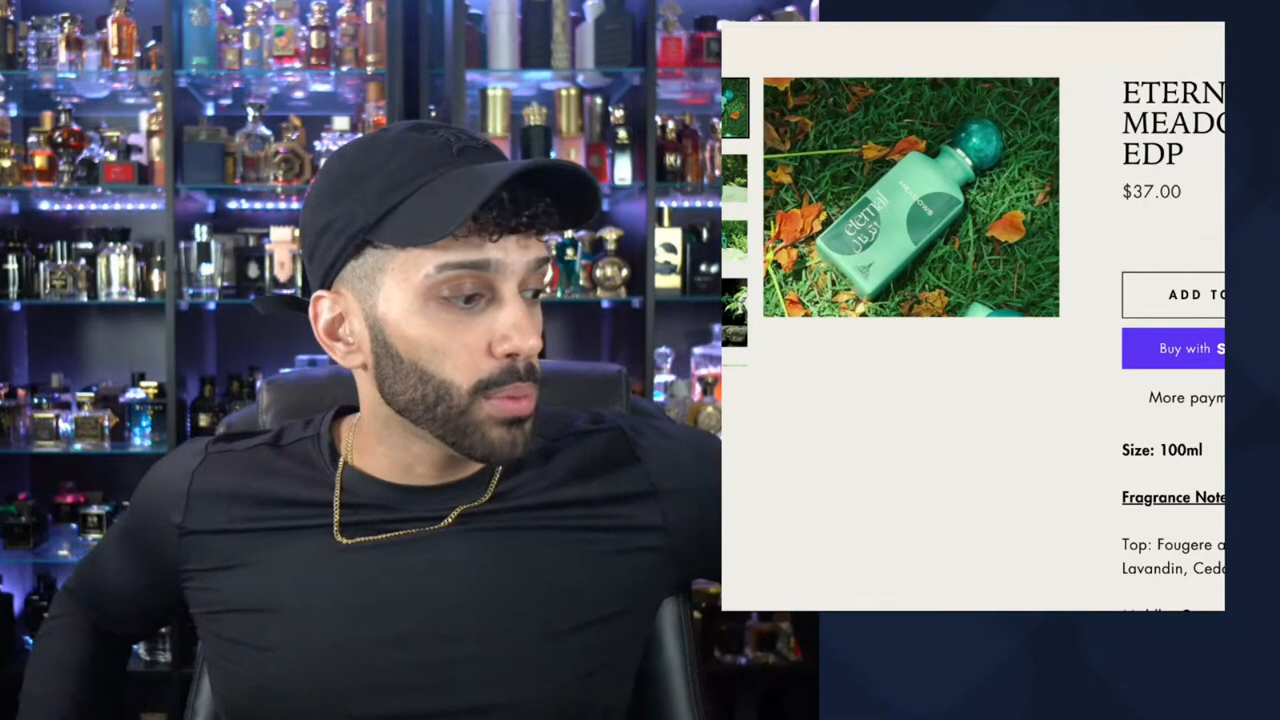 ETERN
MEADO
EDP
$37.00
ADD TO
Buy with S
More paym
Size: 100ml
Fragrance Note
Top: Fougere a
Lavandin, Ceda
eternal
MEADOWS